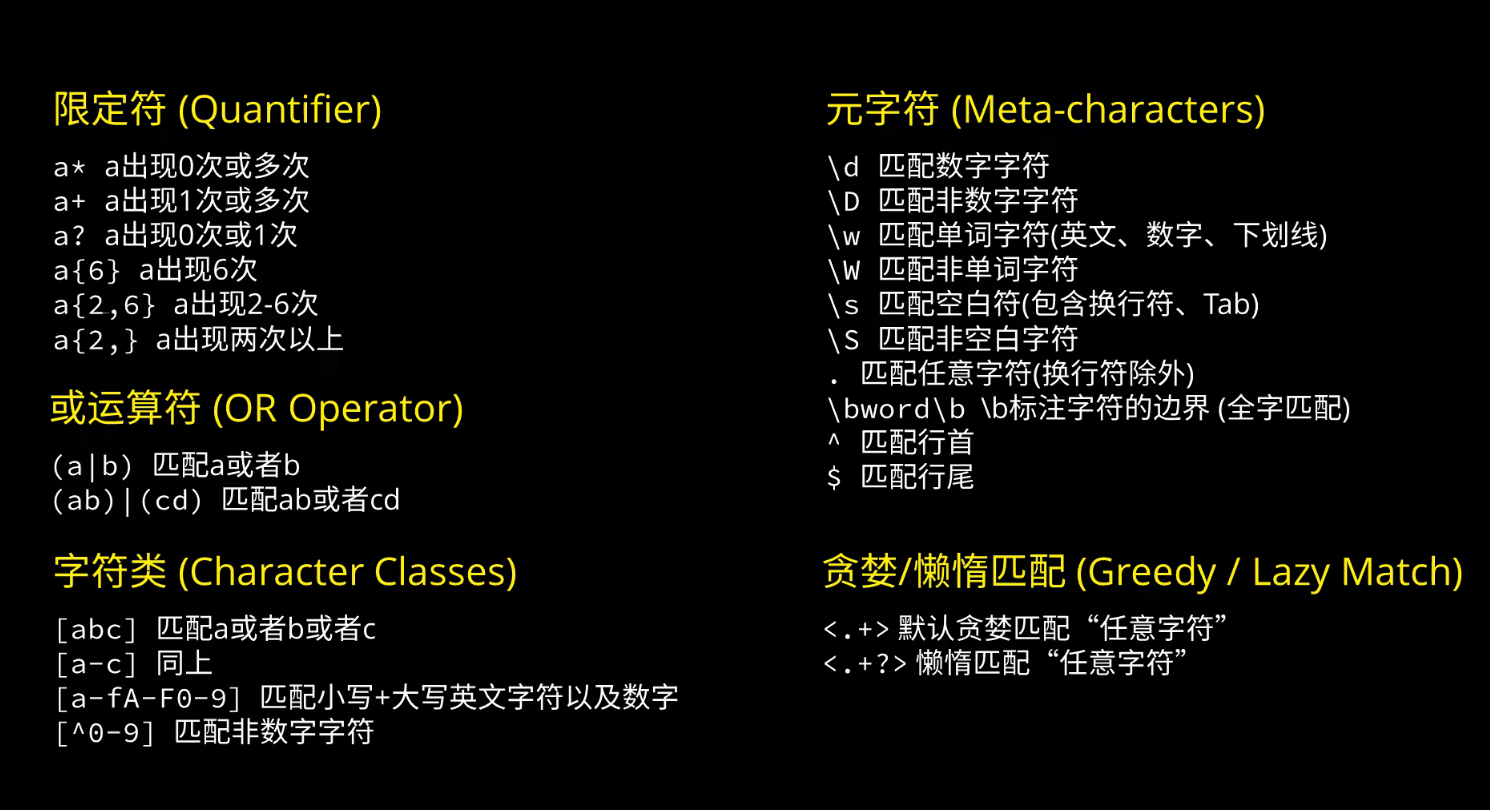 限定符 (Quantifier)
a* a出现0次或多次
a+ a出现1次或多次
a? a出现0次或1次
a{6} a出现6次
a{2,6} a出现2-6次
a{2,} a出现两次以上
或运算符 (OR Operator)
(a|b) 匹配a或者b
(ab)|(cd) 匹配ab或者cd
字符类 (Character Classes)
[abc] 匹配a或者b或者c
[a-c] 同上
[a-fA-F0-9] 匹配小写+大写英文字符以及数字
[^0-9] 匹配非数字字符
元字符 (Meta-characters)
\d 匹配数字字符
\D 匹配非数字字符
\w 匹配单词字符(英文、数字、下划线)
\W 匹配非单词字符
\s 匹配空白符(包含换行符、Tab)
\S 匹配非空白字符
. 匹配任意字符(换行符除外)
\bword\b \b标注字符的边界 (全字匹配)
^ 匹配行首
$ 匹配行尾
贪婪/懒惰匹配 (Greedy / Lazy Match)
<.+> 默认贪婪匹配“任意字符”
<.+?> 懒惰匹配“任意字符”